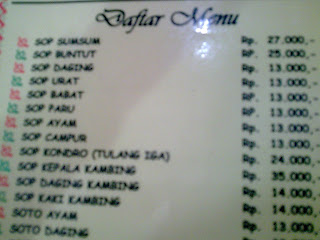 Daftar Menu
SOP SUMSUM Rp. 27,000,-
SOP BUNTUT Rp. 25,000,-
SOP DAGING Rp. 13,000,-
SOP URAT Rp. 13,000,-
SOP BABAT Rp. 13,000,-
SOP PARU Rp. 13,000,-
SOP AYAM Rp. 13,000,-
SOP CAMPUR Rp. 13,000,-
SOP KONDRO (TULANG IGA) Rp. 24,000,-
SOP KEPALA KAMBING Rp. 35,000,-
SOP DAGING KAMBING Rp. 14,000,-
SOP KAKI KAMBING Rp. 14,000,-
SOTO AYAM Rp. 13,000,-
SOTO DAGING Rp. 13,000,-